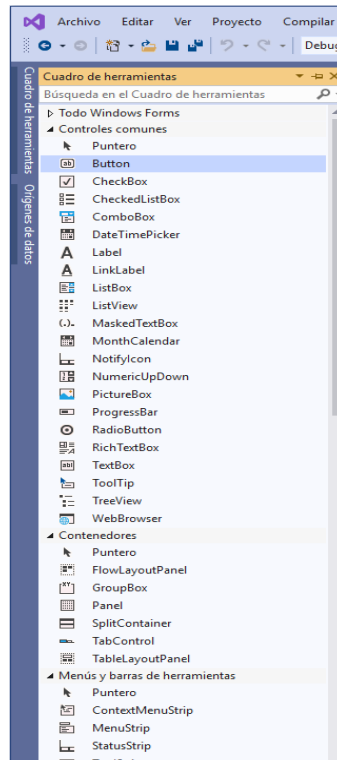 Archivo Editar Ver Proyecto Compilar
Debug
Cuadro de herramientas
Orígenes de datos
Cuadro de herramientas
Búsqueda en el Cuadro de herramientas
Todo Windows Forms
Controles comunes
Puntero
Button
CheckBox
CheckedListBox
ComboBox
DateTimePicker
Label
LinkLabel
ListBox
ListView
MaskedTextBox
MonthCalendar
NotifyIcon
NumericUpDown
PictureBox
ProgressBar
RadioButton
RichTextBox
TextBox
ToolTip
TreeView
WebBrowser
Contenedores
Puntero
FlowLayoutPanel
GroupBox
Panel
SplitContainer
TabControl
TableLayoutPanel
Menús y barras de herramientas
Puntero
ContextMenuStrip
MenuStrip
StatusStrip